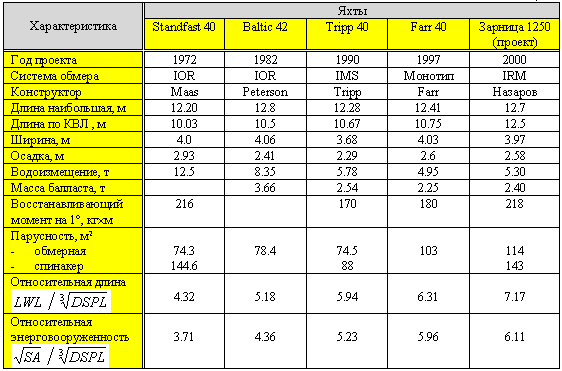 Характеристика Яхты
Standfast 40 Baltic 42 Tripp 40 Farr 40 Зарница 1250 (проект)
Год проекта 1972 1982 1990 1997 2000
Система обмера IOR IOR IMS Монотип IRM
Конструктор Maas Peterson Tripp Farr Назаров
Длина наибольшая, м 12.20 12.8 12.28 12.41 12.7
Длина по КВЛ , м 10.03 10.5 10.67 10.75 12.5
Ширина, м 4.0 4.06 3.68 4.03 3.97
Осадка, м 2.93 2.41 2.29 2.6 2.58
Водоизмещение, т 12.5 8.35 5.78 4.95 5.30
Масса балласта, т 3.66 2.54 2.25 2.40
Восстанавливающий 216 170 180 218
момент на 1°, кг×м
Парусность, м²
- обмерная 74.3 78.4 74.5 103 114
- спинакер 144.6 88 143
Относительная длина
LWL / ∛DSPL 4.32 5.18 5.94 6.31 7.17
Относительная
энерговооруженность 3.71 4.36 5.23 5.96 6.11
√SA / ∛DSPL